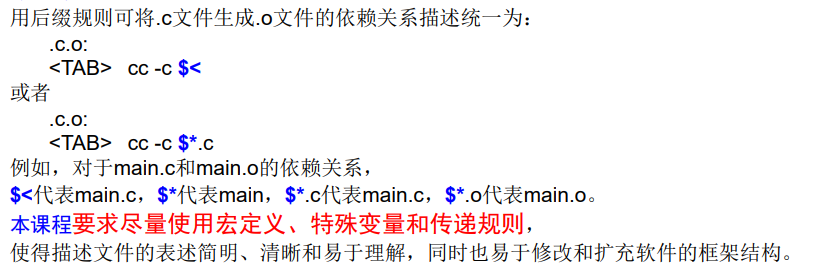 用后缀规则可将.c文件生成.o文件的依赖关系描述统一为：
.c.o:
<TAB> cc -c $<
或者
.c.o:
<TAB> cc -c $*.c
例如，对于main.c和main.o的依赖关系，
$<代表main.c，$*代表main，$*.c代表main.c，$*.o代表main.o。
本课程要求尽量使用宏定义、特殊变量和传递规则，
使得描述文件的表述简明、清晰和易于理解，同时也易于修改和扩充软件的框架结构。